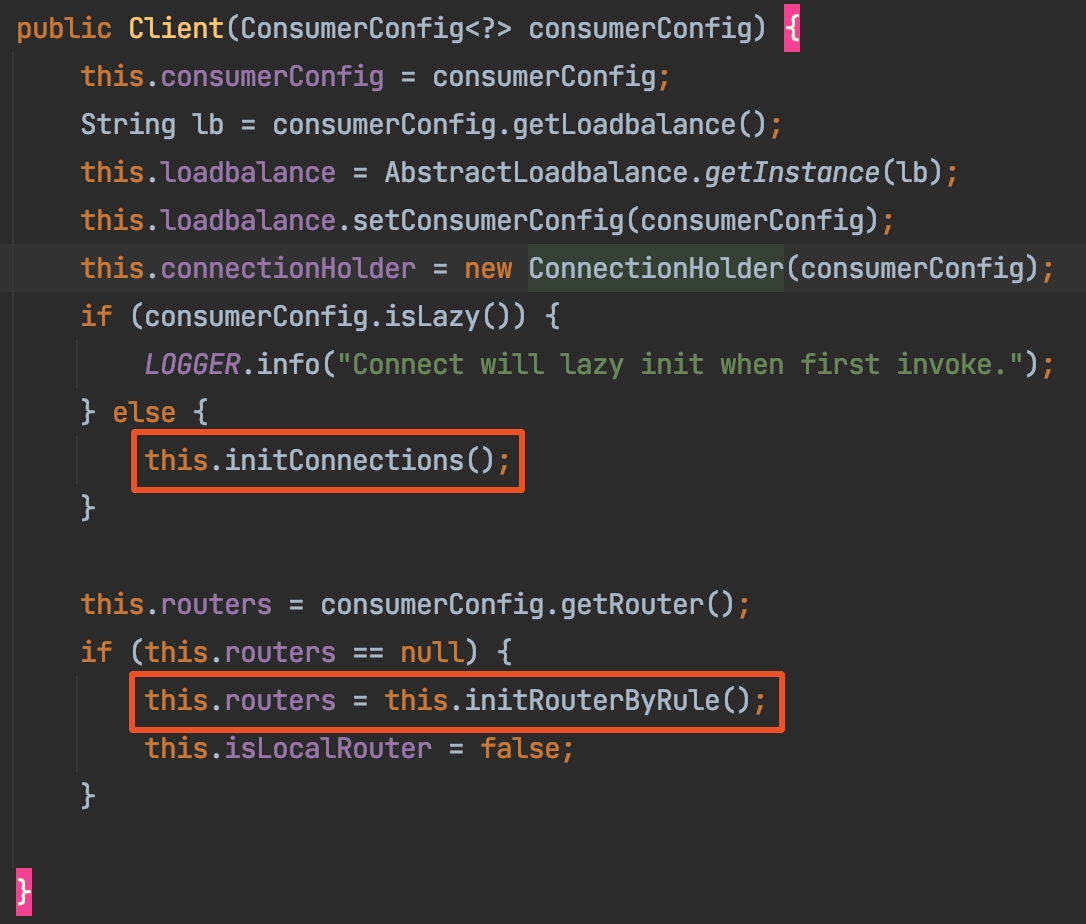 public Client(ConsumerConfig<?> consumerConfig) {
    this.consumerConfig = consumerConfig;
    String lb = consumerConfig.getLoadbalance();
    this.loadbalance = AbstractLoadbalance.getInstance(lb);
    this.loadbalance.setConsumerConfig(consumerConfig);
    this.connectionHolder = new ConnectionHolder(consumerConfig);
    if (consumerConfig.isLazy()) {
        LOGGER.info("Connect will lazy init when first invoke.");
    } else {
        this.initConnections();
    }
    this.routers = consumerConfig.getRouter();
    if (this.routers == null) {
        this.routers = this.initRouterByRule();
        this.isLocalRouter = false;
    }
}